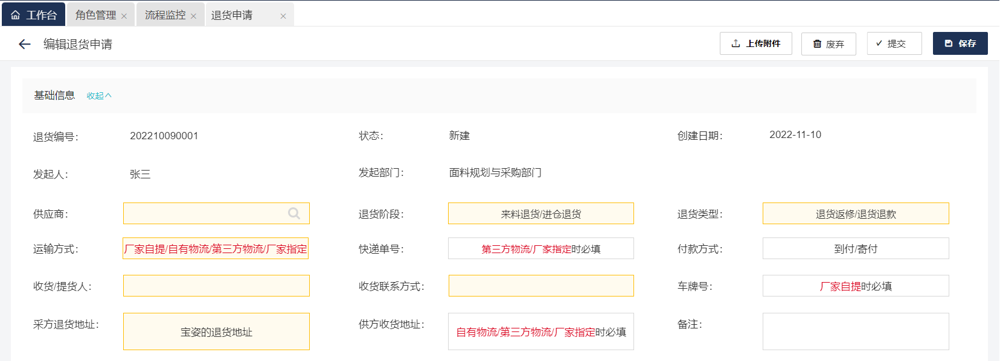 工作台 角色管理 × 流程监控 × 退货申请 ×
编辑退货申请 上传附件 废弃 提交 保存
基础信息 收起
退货编号： 202210090001 状态： 新建 创建日期： 2022-11-10
发起人： 张三 发起部门： 面料规划与采购部门
供应商： 退货阶段： 来料退货/进仓退货 退货类型： 退货返修/退货退款
运输方式： 厂家自提/自有物流/第三方物流/厂家指定 快递单号： 第三方物流/厂家指定时必填 付款方式： 到付/寄付
收货/提货人： 收货联系方式： 车牌号： 厂家自提时必填
采方退货地址： 宝姿的退货地址 供方收货地址： 自有物流/第三方物流/厂家指定时必填 备注：